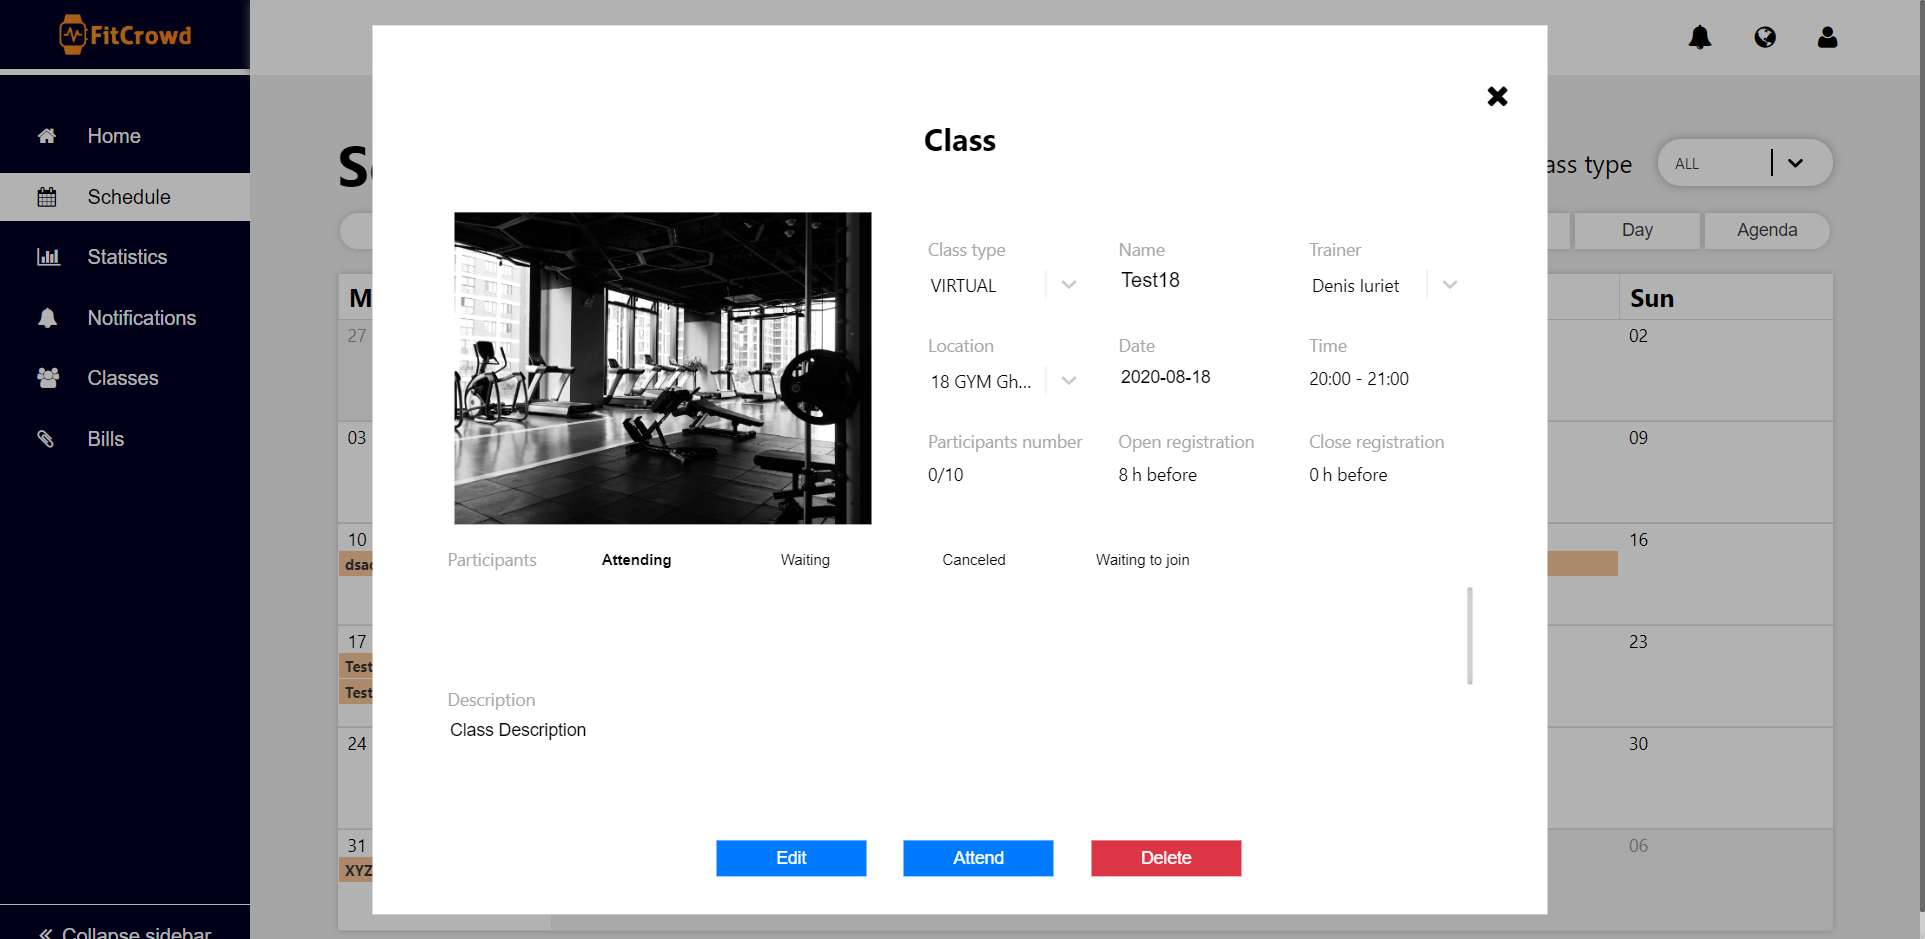 FitCrowd
Home
Schedule
Statistics
Notifications
Classes
Bills
Collapse sidebar
ass type
ALL
Day
Agenda
Sun
27
02
03
09
10
16
17
23
Test
Test
24
30
31
06
XYZ
Class
Class type
Name
Trainer
VIRTUAL
Test18
Denis Iuriet
Location
Date
Time
18 GYM Gh...
2020-08-18
20:00 - 21:00
Participants number
Open registration
Close registration
0/10
8 h before
0 h before
Participants
Attending
Waiting
Canceled
Waiting to join
Description
Class Description
Edit
Attend
Delete